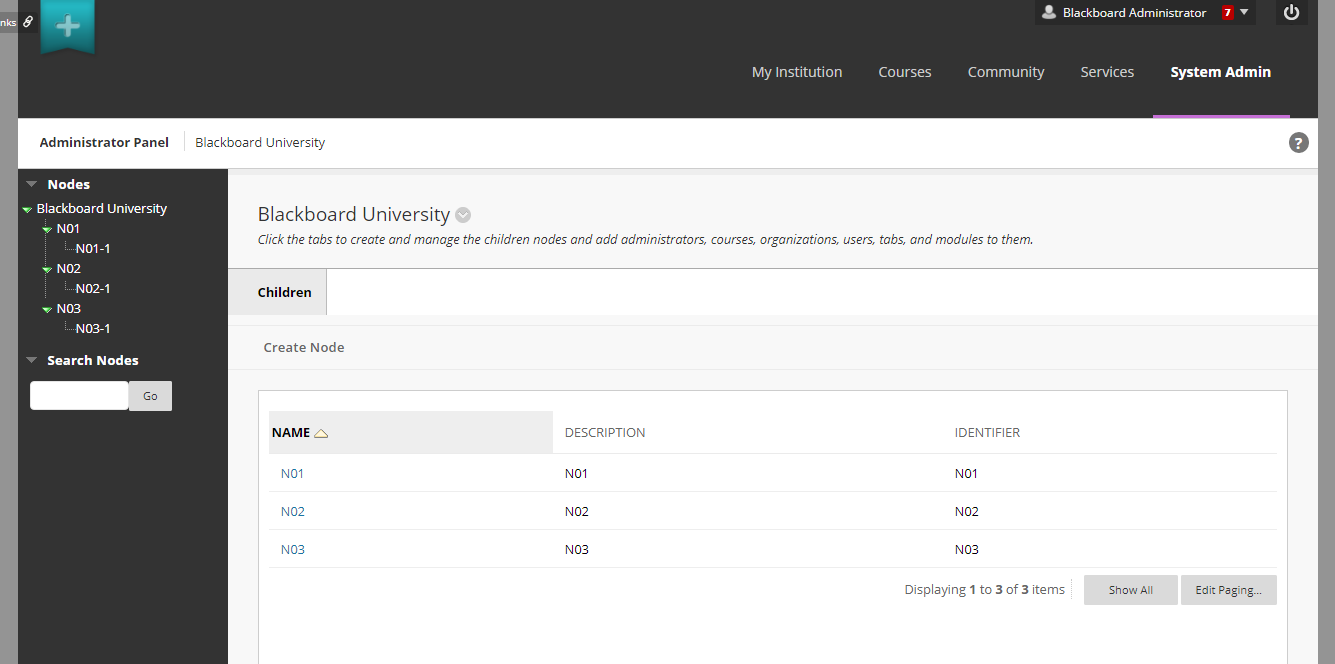 nks
Blackboard Administrator 7
My Institution Courses Community Services System Admin
Administrator Panel Blackboard University
?
Nodes
Blackboard University
N01
N01-1
N02
N02-1
N03
N03-1
Search Nodes
Go
Blackboard University
Click the tabs to create and manage the children nodes and add administrators, courses, organizations, users, tabs, and modules to them.
Children
Create Node
NAME DESCRIPTION IDENTIFIER
N01 N01 N01
N02 N02 N02
N03 N03 N03
Displaying 1 to 3 of 3 items Show All Edit Paging...